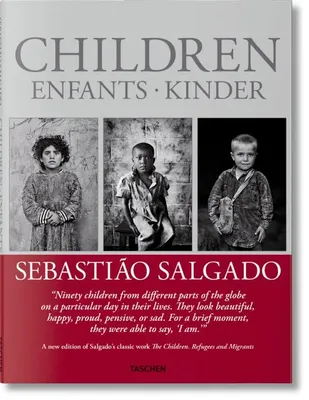 CHILDREN
ENFANTS · KINDER
SEBASTIÃO SALGADO
“Ninety children from different parts of the globe
on a particular day in their lives. They look beautiful,
happy, proud, pensive, or sad. For a brief moment,
they were able to say, ‘I am.’”
A new edition of Salgado's classic work The Children. Refugees and Migrants
TASCHEN